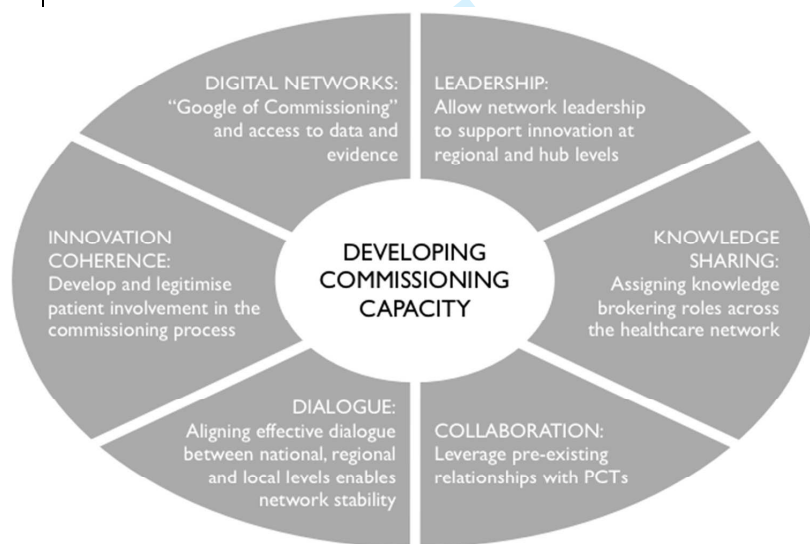 DIGITAL NETWORKS:
“Google of Commissioning”
and access to data and
evidence
LEADERSHIP:
Allow network leadership
to support innovation at
regional and hub levels
KNOWLEDGE
SHARING:
Assigning knowledge
brokering roles across
the healthcare network
COLLABORATION:
Leverage pre-existing
relationships with PCTs
DIALOGUE:
Aligning effective dialogue
between national, regional
and local levels enables
network stability
INNOVATION
COHERENCE:
Develop and legitimise
patient involvement in the
commissioning process
DEVELOPING
COMMISSIONING
CAPACITY